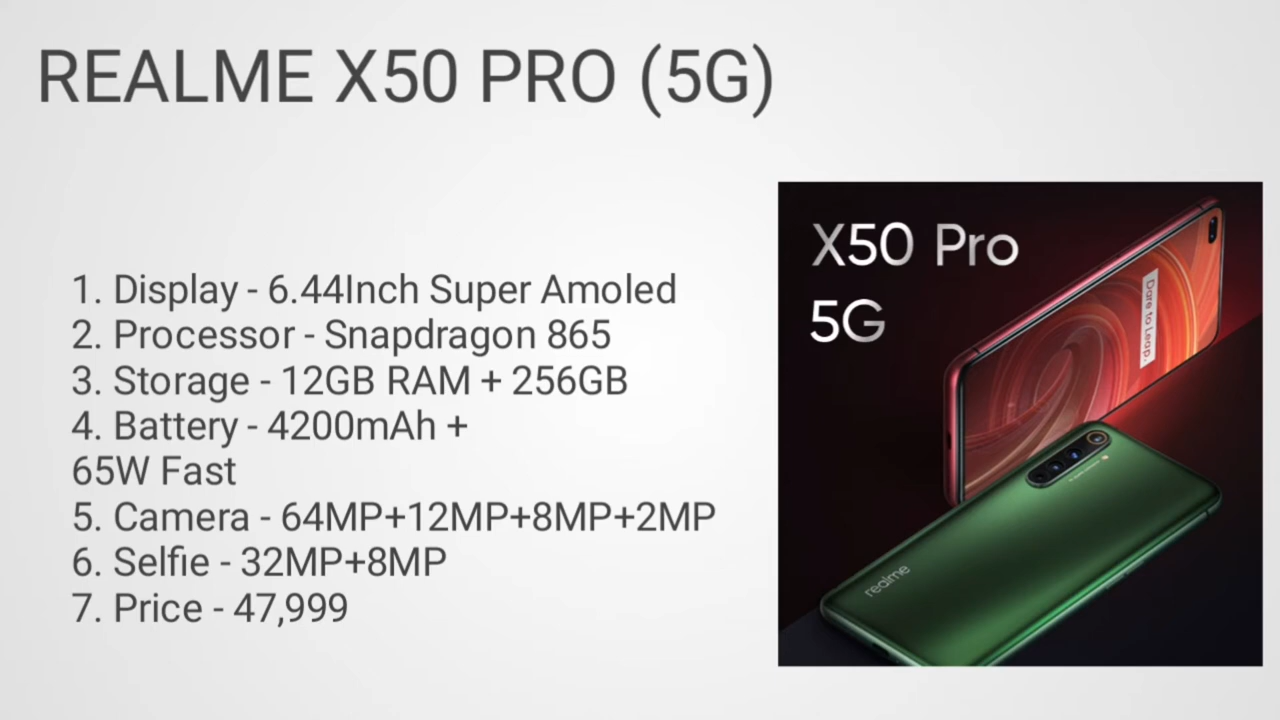 REALME X50 PRO (5G)
1. Display - 6.44Inch Super Amoled
2. Processor - Snapdragon 865
3. Storage - 12GB RAM + 256GB
4. Battery - 4200mAh +
65W Fast
5. Camera - 64MP+12MP+8MP+2MP
6. Selfie - 32MP+8MP
7. Price - 47,999
X50 Pro
5G
Dare to Leap.
realme